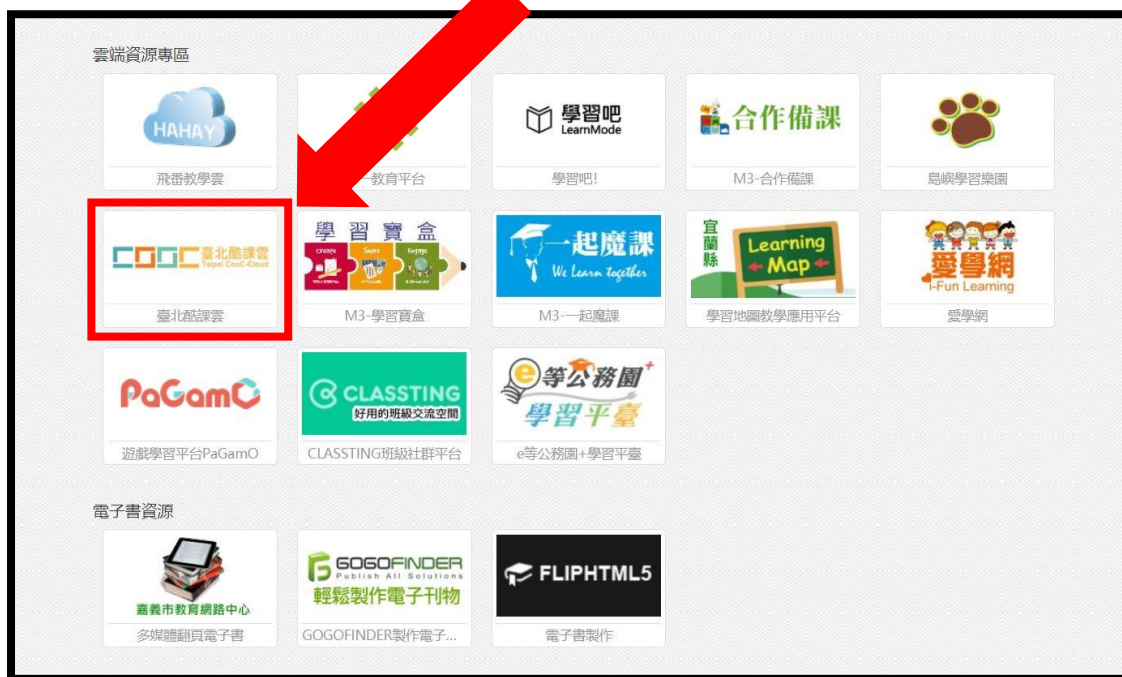 雲端資源專區
HAHAY
學習吧
LearnMode
合作備課
飛番教學雲
教育平台
學習吧!
M3-合作備課
島嶼學習樂園
COOC 臺北酷課雲
Taipei CooC-Cloud
學習寶盒
Create Share Engage
一起魔課
We Learn together
宜蘭縣
Learning
Map
愛學網
I-Fun Learning
臺北酷課雲
M3-學習寶盒
M3-一起魔課
學習地圖教學應用平台
愛學網
PaGamO
CLASSTING
好用的班級交流空間
e等公務園+
學習平臺
遊戲學習平台PaGamO
CLASSTING班級社群平台
e等公務園+學習平臺
電子書資源
嘉義市教育網路中心
GOGOFINDER
Publish All Solutions
輕鬆製作電子刊物
FLIPHTML5
多媒體翻頁電子書
GOGOFINDER製作電子...
電子書製作